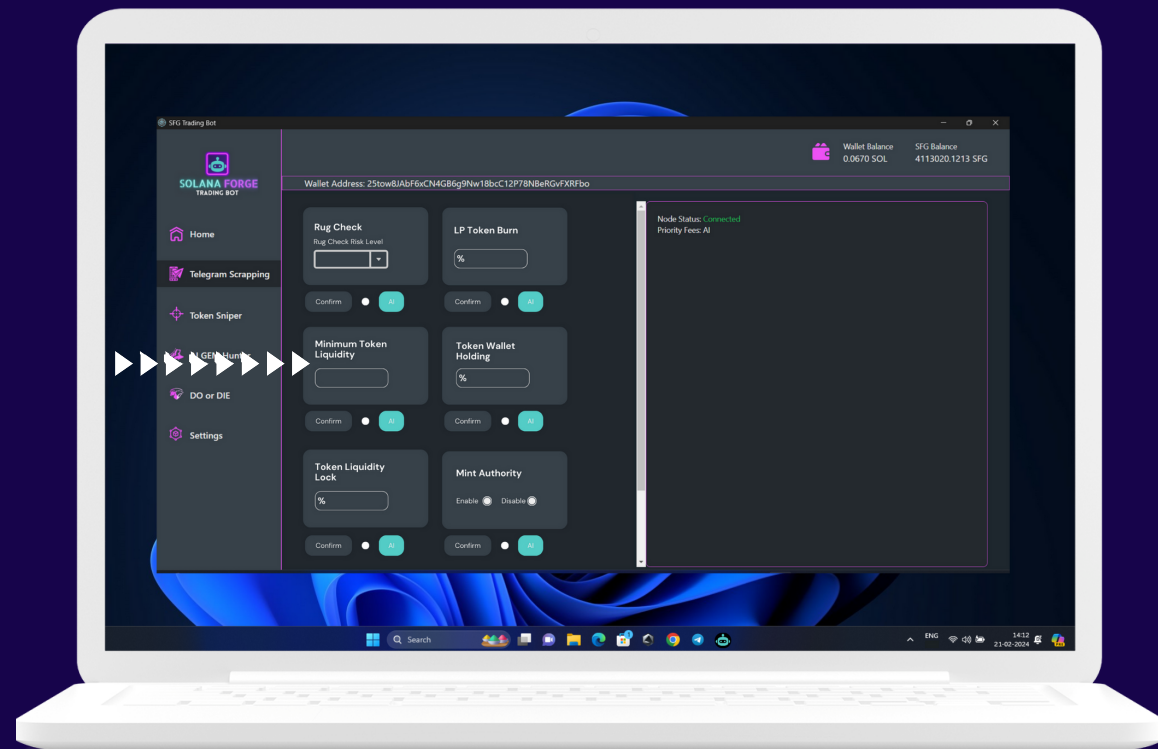 SFG Trading Bot
SOLANA FORGE
TRADING BOT
Wallet Balance
0.0670 SOL
SFG Balance
4113020.1213 SFG
Wallet Address: 25tow8JAbF6xCN4GB6g9Nw18bcC12P78NBeRGvFXRFbo
Home
Telegram Scrapping
Token Sniper
AI GEM Hunter
DO or DIE
Settings
Rug Check
Rug Check Risk Level
Confirm
AI
LP Token Burn
%
Confirm
AI
Minimum Token
Liquidity
Confirm
AI
Token Wallet
Holding
%
Confirm
AI
Token Liquidity
Lock
%
Confirm
AI
Mint Authority
Enable
Disable
Confirm
AI
Node Status: Connected
Priority Fees: AI
Search
ENG
14:12
21-02-2024